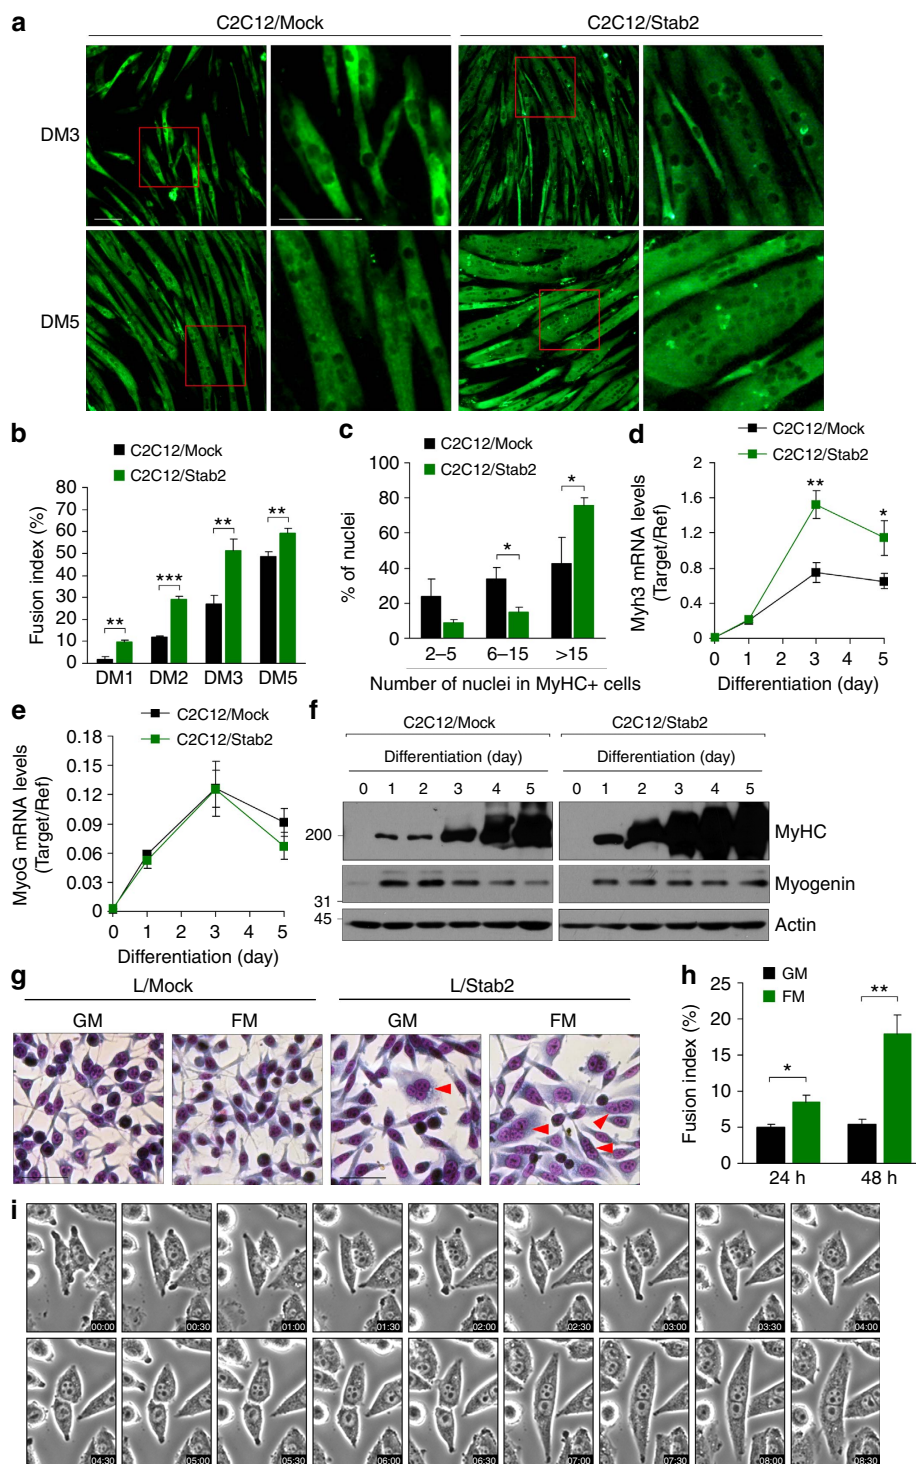 a
C2C12/Mock
C2C12/Stab2
DM3
DM5
b
C2C12/Mock
C2C12/Stab2
Fusion index (%)
80
70
60
50
40
30
20
10
0
**
***
**
**
DM1 DM2 DM3 DM5
c
C2C12/Mock
C2C12/Stab2
% of nuclei
100
80
60
40
20
0
*
*
2–5 6–15 >15
Number of nuclei in MyHC+ cells
d
C2C12/Mock
C2C12/Stab2
Myh3 mRNA levels
(Target/Ref)
2
1.6
1.2
0.8
0.4
0
**
*
0 1 2 3 4 5
Differentiation (day)
e
C2C12/Mock
C2C12/Stab2
MyoG mRNA levels
(Target/Ref)
0.18
0.15
0.12
0.09
0.06
0.03
0
0 1 2 3 4 5
Differentiation (day)
f
C2C12/Mock C2C12/Stab2
Differentiation (day) Differentiation (day)
0 1 2 3 4 5 0 1 2 3 4 5
200
MyHC
Myogenin
31
45
Actin
g
L/Mock L/Stab2
GM FM GM FM
h
GM
FM
Fusion index (%)
25
20
15
10
5
0
*
**
24 h 48 h
i
00:00 00:30 01:00 01:30 02:00 02:30 03:00 03:30 04:00
04:30 05:00 05:30 06:00 06:30 07:00 07:30 08:00 08:30